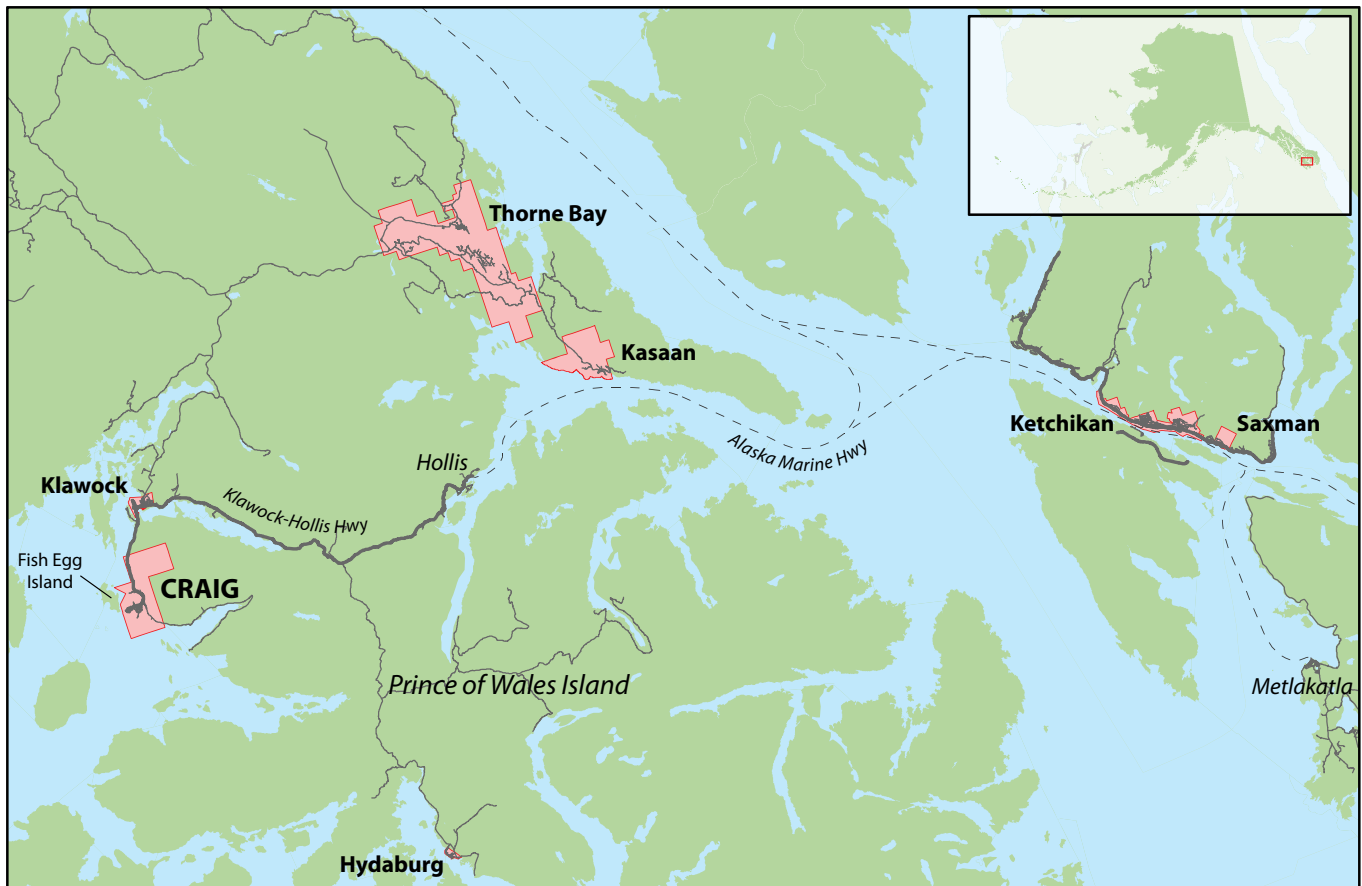 Thorne Bay
Kasaan
Ketchikan
Saxman
Alaska Marine Hwy
Hollis
Klawock
Klawock-Hollis Hwy
Fish Egg
Island
CRAIG
Prince of Wales Island
Metlakatla
Hydaburg